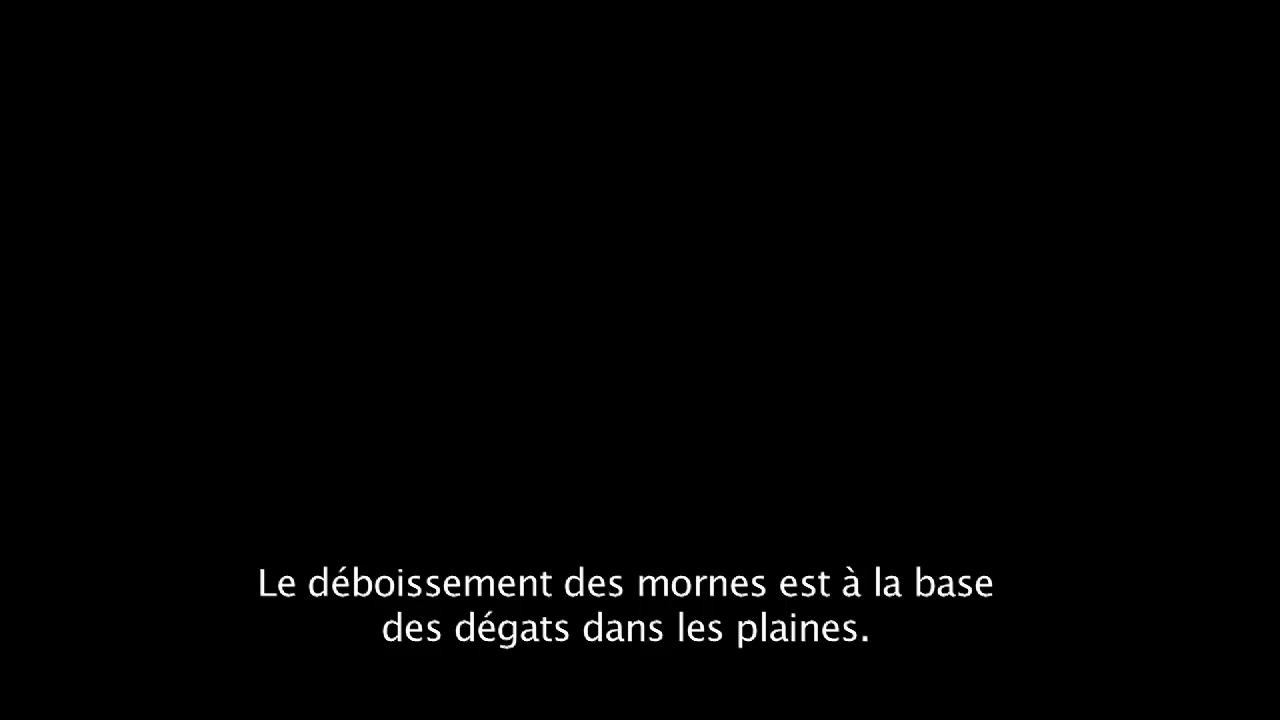 Le déboissement des mornes est à la base
des dégats dans les plaines.